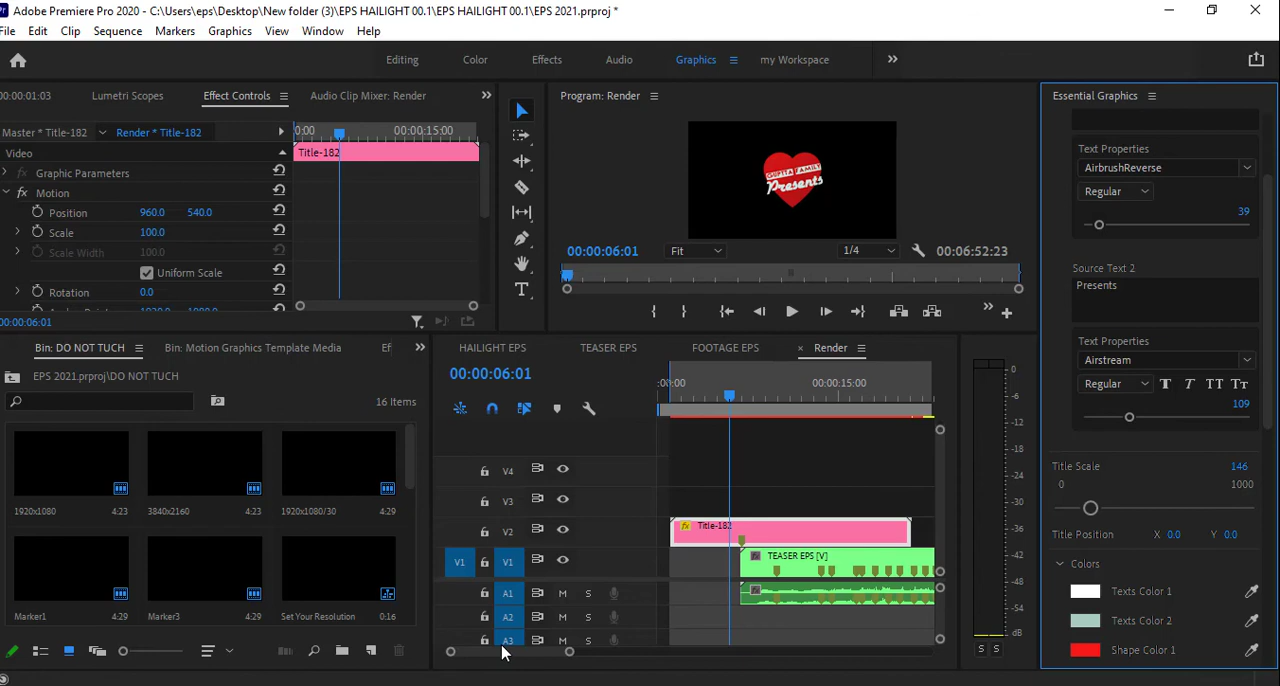 Adobe Premiere Pro 2020 - C:\Users\eps\Desktop\New folder (3)\EPS HAILIGHT 00.1\EPS HAILIGHT 00.1\EPS 2021.prproj *
File Edit Clip Sequence Markers Graphics View Window Help
Editing Color Effects Audio Graphics my Workspace
00:00:01:03 Lumetri Scopes Effect Controls Audio Clip Mixer: Render
Program: Render
Essential Graphics
Master * Title-182 Render * Title-182
:0:00 00:00:15:00
Video
Title-182
Graphic Parameters
fx Motion
Position 960.0 540.0
Scale 100.0
Scale Width 100.0
Uniform Scale
Rotation 0.0
00:00:06:01
GOPITA FAMILY
Presents
00:00:06:01 Fit 1/4 00:06:52:23
Text Properties
AirbrushReverse
Regular
39
Source Text 2
Presents
Text Properties
Airstream
Regular T T TT Tr
109
Title Scale 146
0 1000
Title Position X 0.0 Y 0.0
Colors
Texts Color 1
Texts Color 2
Shape Color 1
Bin: DO NOT TUCH Bin: Motion Graphics Template Media Ef
EPS 2021.prproj\DO NOT TUCH
16 Items
1920x1080 4:23
3840x2160 4:23
1920x1080/30 4:29
Marker1 4:29
Marker3 4:29
Set Your Resolution 0:16
HAILIGHT EPS TEASER EPS FOOTAGE EPS × Render
00:00:06:01
:00:00 00:00:15:00
V4
V3
V2 fx Title-182
V1 V1 fx TEASER EPS [V]
A1 M S
A2 M S
A3 M S
0
-6
-12
-18
-24
-30
-36
-42
-48
-54
dB
S S